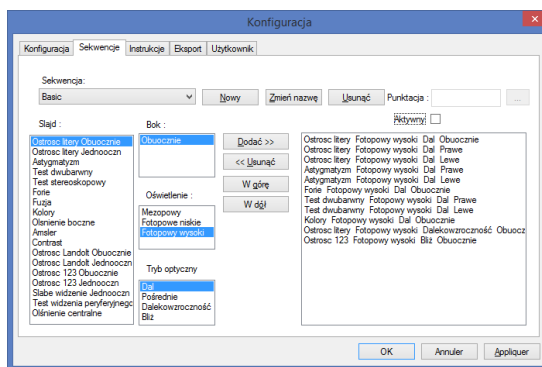 Konfiguracja
Konfiguracja Sekwencje Instrukcje Eksport Użytkownik
Sekwencja:
Basic Nowy Zmień nazwę Usunąć Punktacja : ...
Aktywny
Slajd :
Ostrosc litery Obuocznie
Ostrosc litery Jednooczn
Astygmatyzm
Test dwubarwny
Test stereoskopowy
Forie
Fuzja
Kolory
Olsnienie boczne
Amsler
Contrast
Ostrosc Landolt Obuocznie
Ostrosc Landolt Jednooczn
Ostrosc 123 Obuocznie
Ostrosc 123 Jednooczn
Slabe widzenie Jednooczn
Test widzenia peryferyjnegc
Olśnienie centralne
Bok :
Obuocznie
Oświetlenie :
Mezopowy
Fotopowe niskie
Fotopowy wysoki
Tryb optyczny
Dal
Pośrednie
Dalekowzroczność
Bliż
Dodać >>
<< Usunąć
W górę
W dół
Ostrosc litery Fotopowy wysoki Dal Obuocznie
Ostrosc litery Fotopowy wysoki Dal Prawe
Ostrosc litery Fotopowy wysoki Dal Lewe
Astygmatyzm Fotopowy wysoki Dal Prawe
Astygmatyzm Fotopowy wysoki Dal Lewe
Forie Fotopowy wysoki Dal Obuocznie
Test dwubarwny Fotopowy wysoki Dal Prawe
Test dwubarwny Fotopowy wysoki Dal Lewe
Kolory Fotopowy wysoki Dal Obuocznie
Ostrosc litery Fotopowy wysoki Dalekowzroczność Obuocz
Ostrosc 123 Fotopowy wysoki Bliż Obuocznie
OK Annuler Appliquer